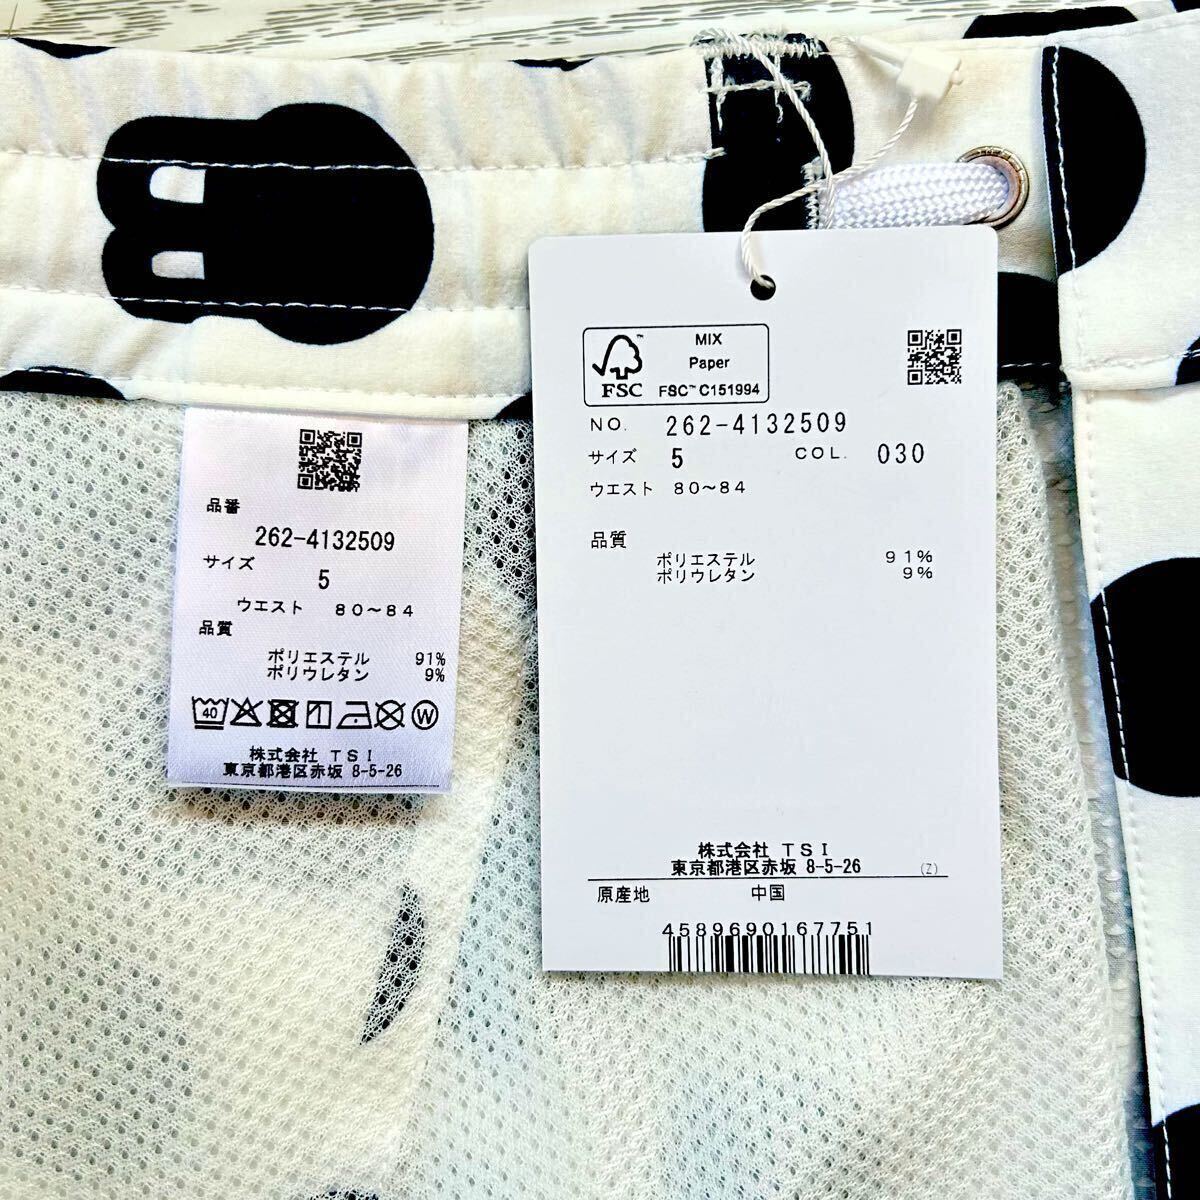 品番
262-4132509
サイズ
5
ウエスト 80～84
品質
ポリエステル 91%
ポリウレタン 9%
40 W
株式会社 TSI
東京都港区赤坂 8-5-26
FSC™
MIX
Paper
FSC™ C151994
NO. 262-4132509
サイズ 5 COL. 030
ウエスト 80～84
品質
ポリエステル 91%
ポリウレタン 9%
株式会社 TSI
東京都港区赤坂 8-5-26 (Z)
原産地 中国
4589690167751